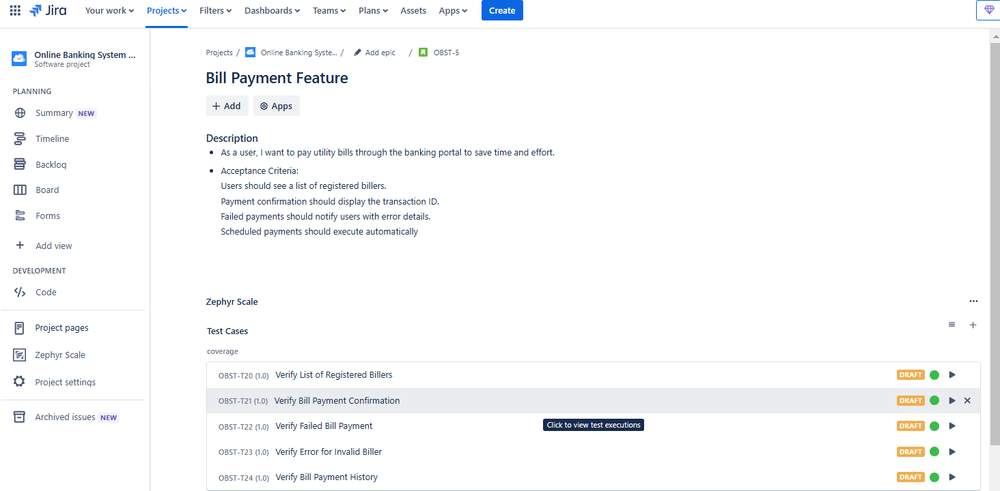 Jira Your work Projects Filters Dashboards Teams Plans Assets Apps Create
Online Banking System ...
Software project
PLANNING
Summary NEW
Timeline
Backlog
Board
Forms
Add view
DEVELOPMENT
Code
Project pages
Zephyr Scale
Project settings
Archived issues NEW
Projects / Online Banking Syste... / Add epic / OBST-5
Bill Payment Feature
+ Add Apps
Description
• As a user, I want to pay utility bills through the banking portal to save time and effort.
• Acceptance Criteria:
Users should see a list of registered billers.
Payment confirmation should display the transaction ID.
Failed payments should notify users with error details.
Scheduled payments should execute automatically
Zephyr Scale
Test Cases
coverage
OBST-T20 (1.0) Verify List of Registered Billers DRAFT
OBST-T21 (1.0) Verify Bill Payment Confirmation DRAFT
Click to view test executions
OBST-T22 (1.0) Verify Failed Bill Payment DRAFT
OBST-T23 (1.0) Verify Error for Invalid Biller DRAFT
OBST-T24 (1.0) Verify Bill Payment History DRAFT